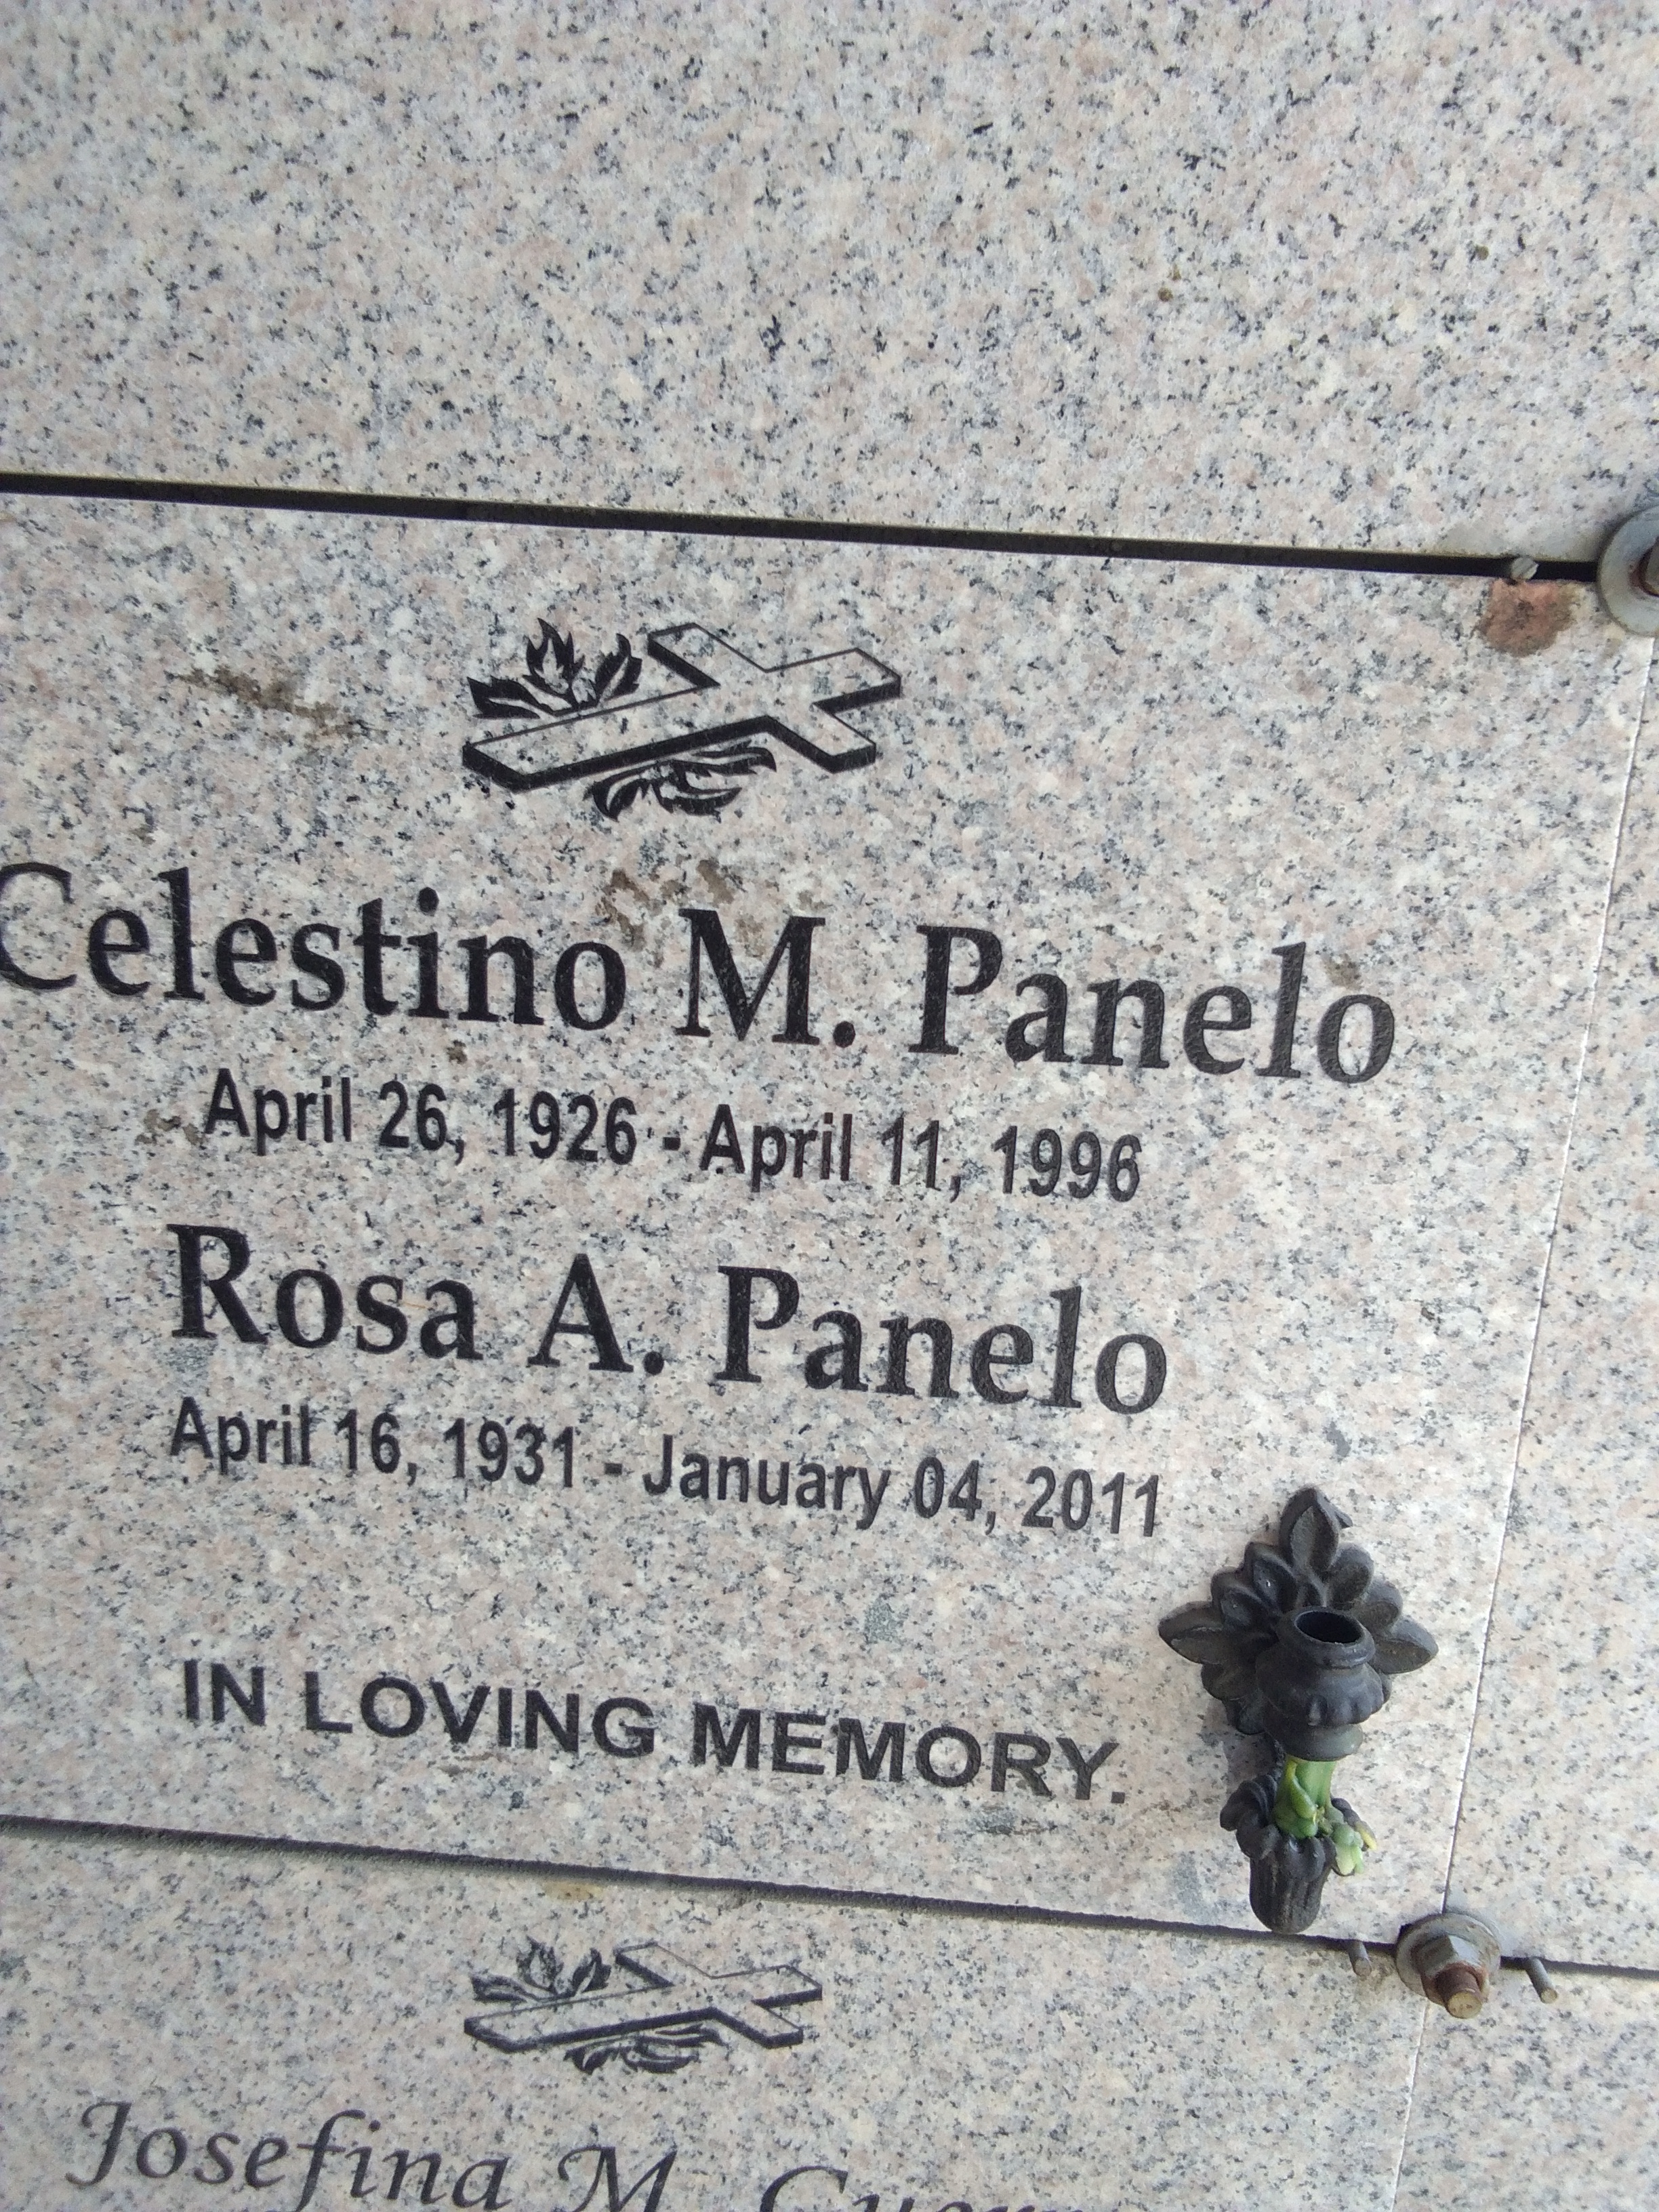 Celestino M. Panelo
April 26, 1926 - April 11, 1996
Rosa A. Panelo
April 16, 1931 - January 04, 2011
IN LOVING MEMORY.
Josefina M.